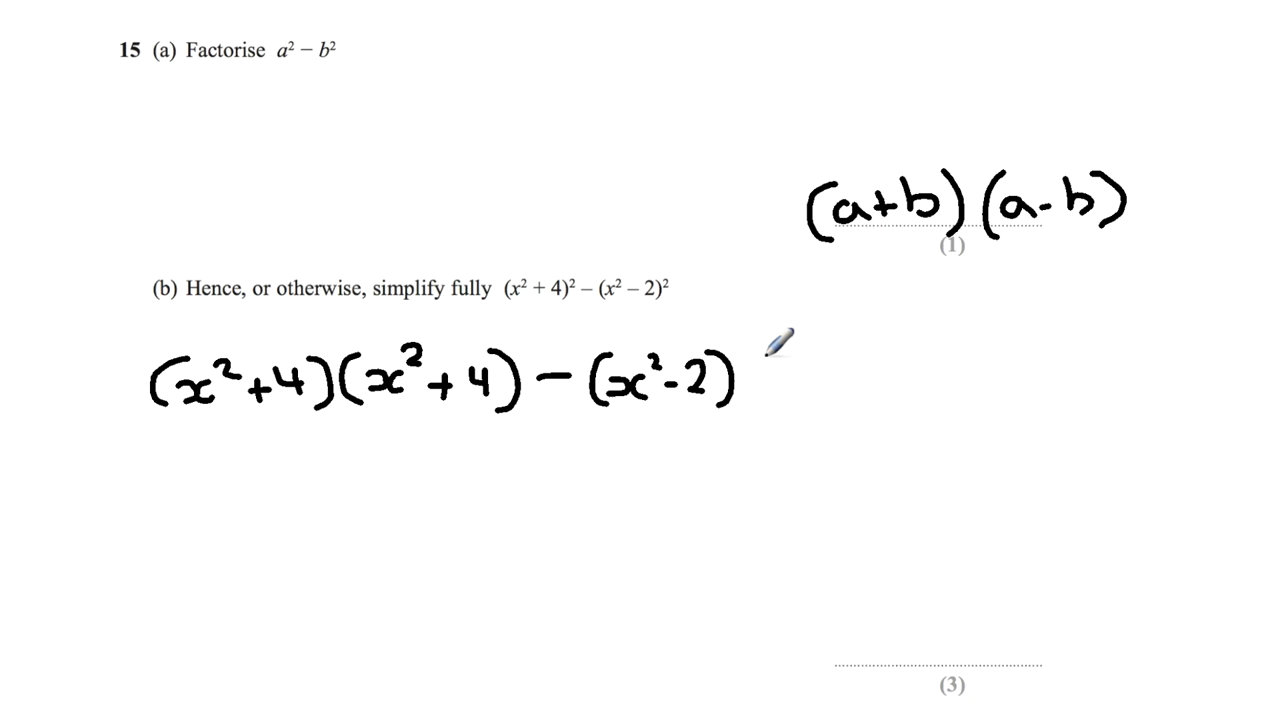 15 (a) Factorise a² − b²
(a+b)(a-b)
(1)
(b) Hence, or otherwise, simplify fully (x² + 4)² – (x² – 2)²
(x²+4)(x²+4) − (x²-2)
(3)